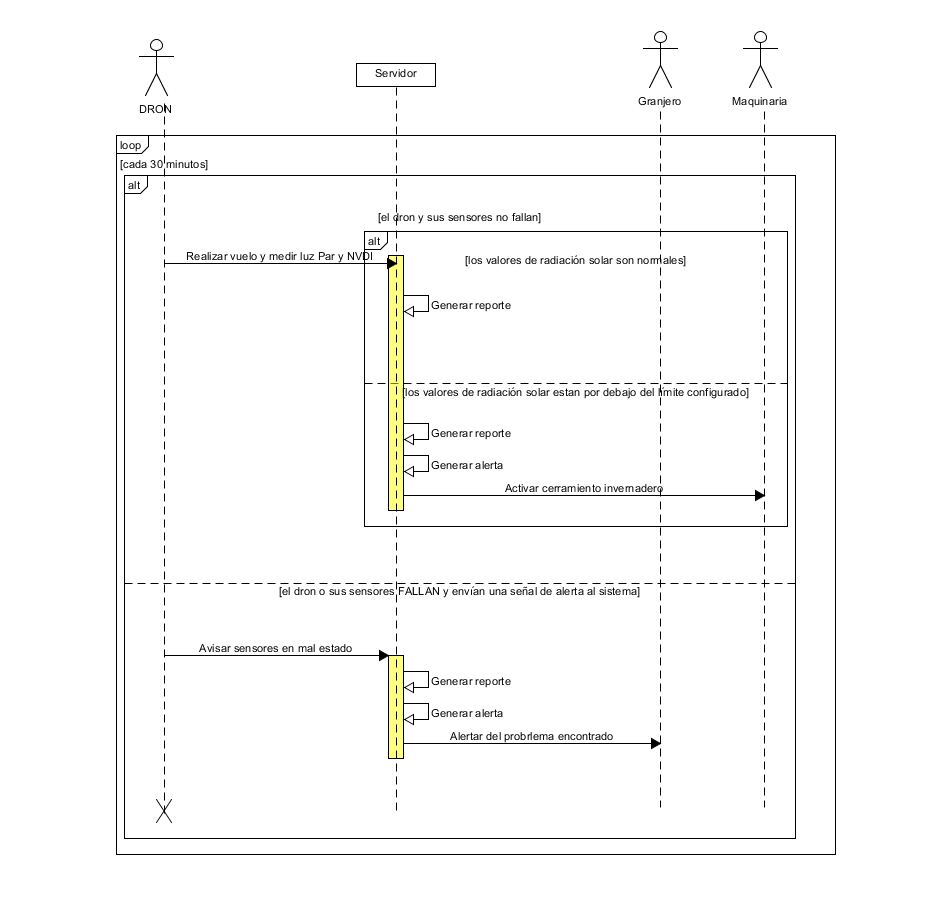 DRON
Servidor
Granjero
Maquinaria
loop
[cada 30 minutos]
alt
[el dron y sus sensores no fallan]
alt
Realizar vuelo y medir luz Par y NVDI
[los valores de radiación solar son normales]
Generar reporte
[los valores de radiación solar estan por debajo del límite configurado]
Generar reporte
Generar alerta
Activar cerramiento invernadero
[el dron o sus sensores FALLAN y envían una señal de alerta al sistema]
Avisar sensores en mal estado
Generar reporte
Generar alerta
Alertar del probrlema encontrado